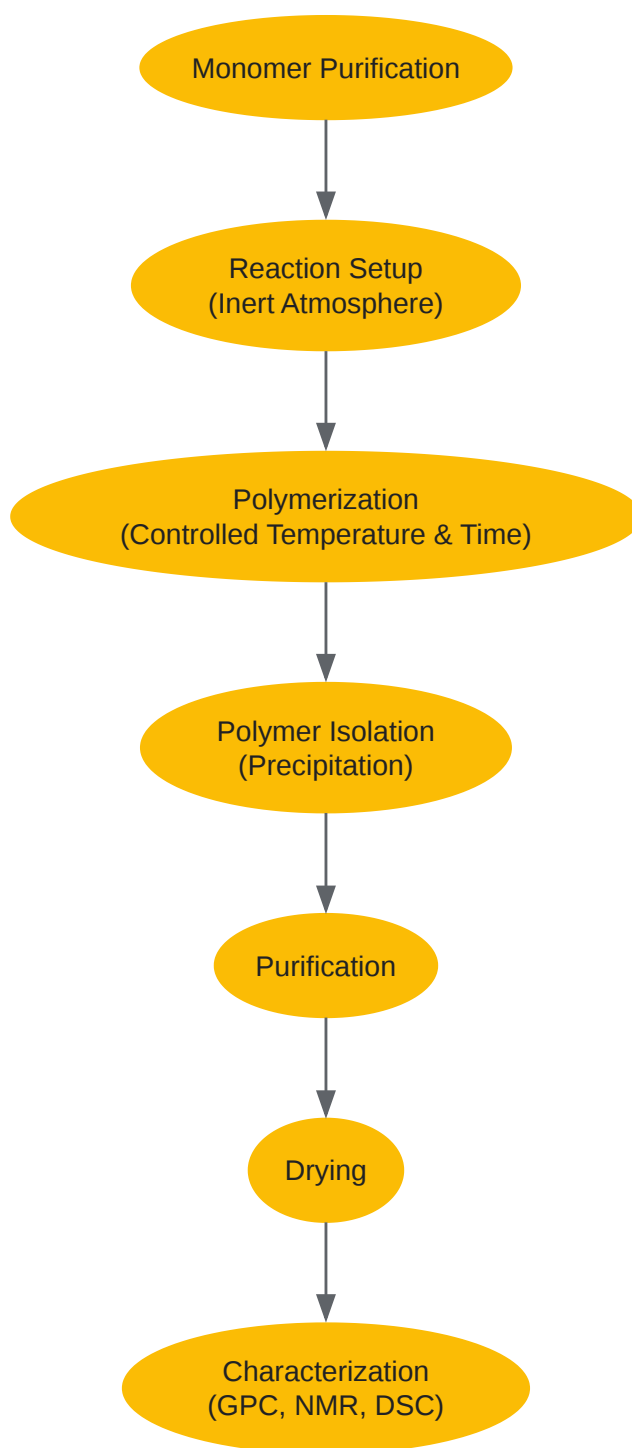 Monomer Purification
Reaction Setup
(Inert Atmosphere)
Polymerization
(Controlled Temperature & Time)
Polymer Isolation
(Precipitation)
Purification
Drying
Characterization
(GPC, NMR, DSC)